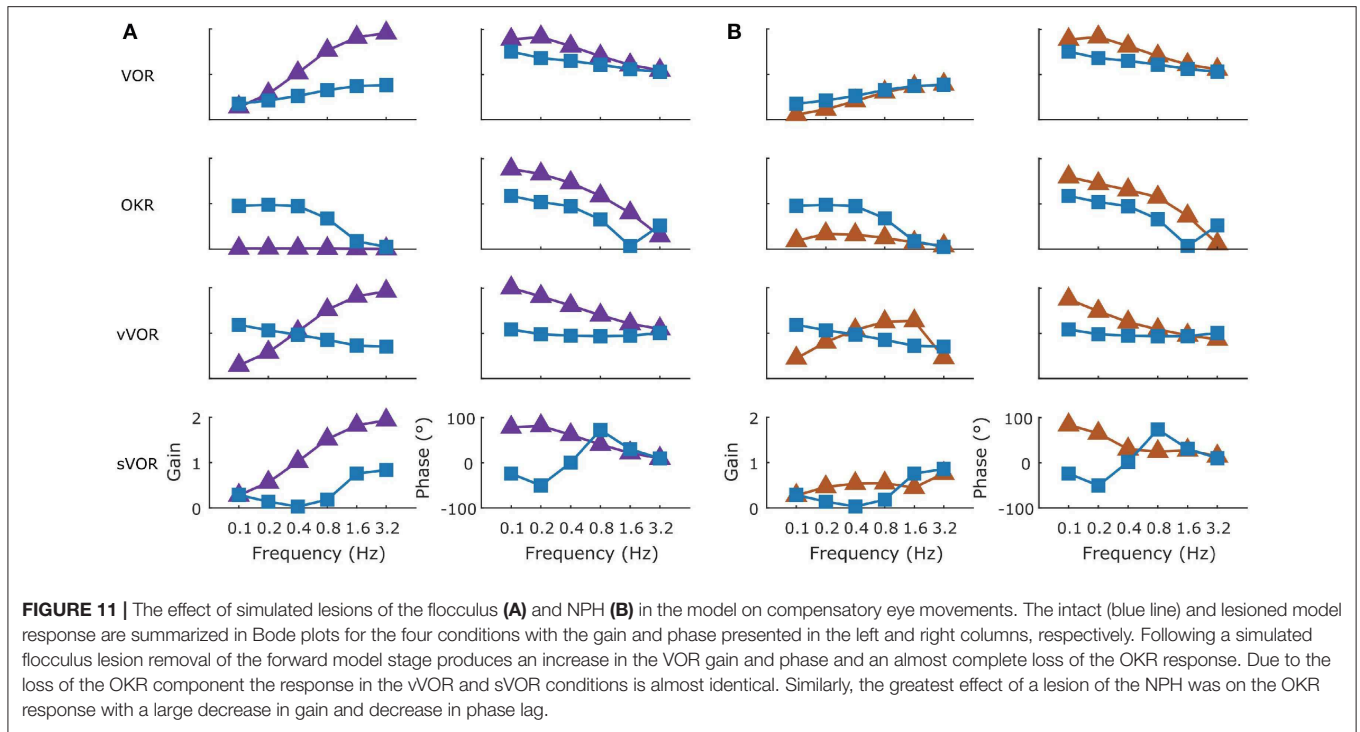 A
B
VOR
OKR
vVOR
sVOR
Gain
2
1
0
Phase (°)
100
0
-100
Gain
2
1
0
Phase (°)
100
0
-100
0.1 0.2 0.4 0.8 1.6 3.2
0.1 0.2 0.4 0.8 1.6 3.2
0.1 0.2 0.4 0.8 1.6 3.2
0.1 0.2 0.4 0.8 1.6 3.2
Frequency (Hz)
Frequency (Hz)
Frequency (Hz)
Frequency (Hz)
FIGURE 11 | The effect of simulated lesions of the flocculus (A) and NPH (B) in the model on compensatory eye movements. The intact (blue line) and lesioned model
response are summarized in Bode plots for the four conditions with the gain and phase presented in the left and right columns, respectively. Following a simulated
flocculus lesion removal of the forward model stage produces an increase in the VOR gain and phase and an almost complete loss of the OKR response. Due to the
loss of the OKR component the response in the vVOR and sVOR conditions is almost identical. Similarly, the greatest effect of a lesion of the NPH was on the OKR
response with a large decrease in gain and decrease in phase lag.